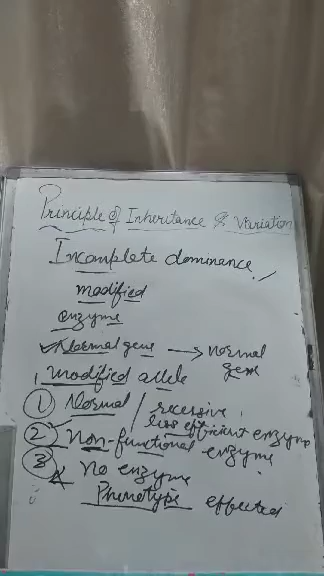 Principle of Inheritance & Variation
Incomplete dominance
modified
enzyme
Normal gene → normal
gene
modified allele
① Normal / recessive
less efficient enzyme
② Non-functional enzyme
③ no enzyme
Phenotype effected